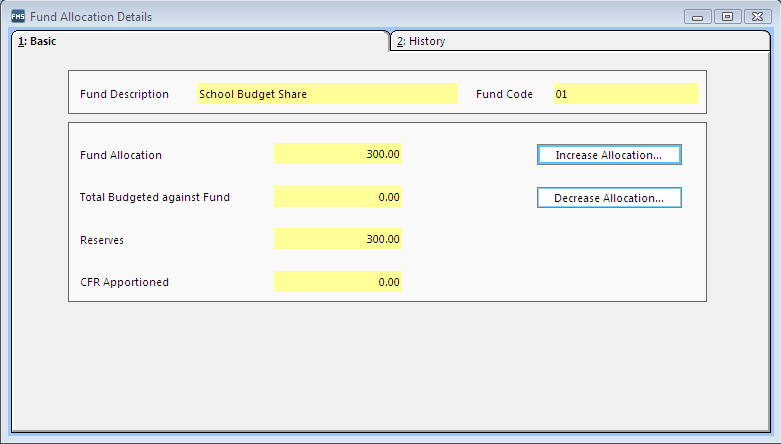 FMS Fund Allocation Details
1: Basic 2: History
Fund Description School Budget Share Fund Code 01
Fund Allocation 300.00 Increase Allocation...
Total Budgeted against Fund 0.00 Decrease Allocation...
Reserves 300.00
CFR Apportioned 0.00